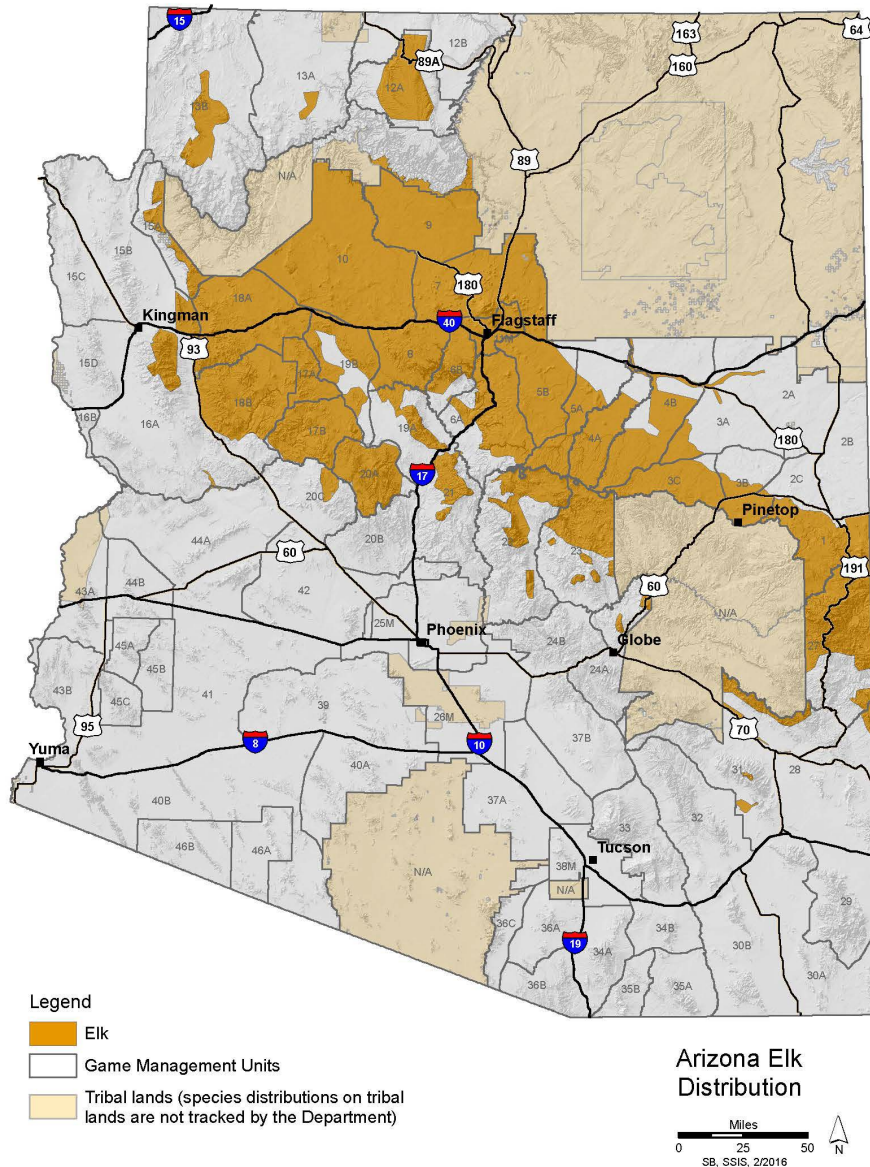 15
163
64
12B
89A
160
13A
12A
13B
89
N/A
9
15A
15B
10
15C
180
7
18A
Kingman
40
Flagstaff
93
19B
6
6B
15D
17A
5B
2A
18B
5A
4B
16B
16A
6A
3A
17B
19A
4A
180
2B
17
20A
3C
3B
2C
21
20C
Pinetop
22
1
44A
20B
23
60
60
191
44B
43A
42
N/A
25M
Phoenix
Globe
24B
45A
45B
24A
43B
41
45C
39
95
26M
70
8
10
37B
Yuma
40A
31
28
40B
37A
32
33
46B
46A
Tucson
N/A
38M
N/A
29
36C
36A
34B
19
34A
30B
36B
35B
35A
30A
Legend
Elk
Game Management Units
Tribal lands (species distributions on tribal
lands are not tracked by the Department)
Arizona Elk
Distribution
Miles
0 25 50
N
SB, SSIS, 2/2016